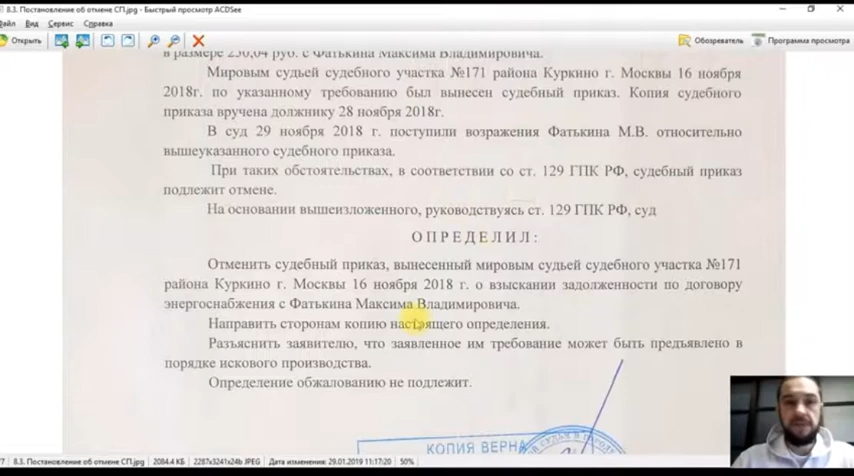 8.3. Постановление об отмене СП.jpg - Быстрый просмотр ACDSee
Файл Вид Сервис Справка
Открыть Обозреватель Программа просмотра
в размере 250,04 руб. с Фатькина Максима Владимировича.
Мировым судьей судебного участка №171 района Куркино г. Москвы 16 ноября
2018г. по указанному требованию был вынесен судебный приказ. Копия судебного
приказа вручена должнику 28 ноября 2018г.
В суд 29 ноября 2018 г. поступили возражения Фатькина М.В. относительно
вышеуказанного судебного приказа.
При таких обстоятельствах, в соответствии со ст. 129 ГПК РФ, судебный приказ
подлежит отмене.
На основании вышеизложенного, руководствуясь ст. 129 ГПК РФ, суд
ОПРЕДЕЛИЛ:
Отменить судебный приказ, вынесенный мировым судьей судебного участка №171
района Куркино г. Москвы 16 ноября 2018 г. о взыскании задолженности по договору
энергоснабжения с Фатькина Максима Владимировича.
Направить сторонам копию настоящего определения.
Разъяснить заявителю, что заявленное им требование может быть предъявлено в
порядке искового производства.
Определение обжалованию не подлежит.
КОПИЯ ВЕРНА
8.3. Постановление об отмене СП.jpg 2084.4 КБ 2287x3241x24b JPEG Дата изменения: 29.01.2019 11:17:20 50%